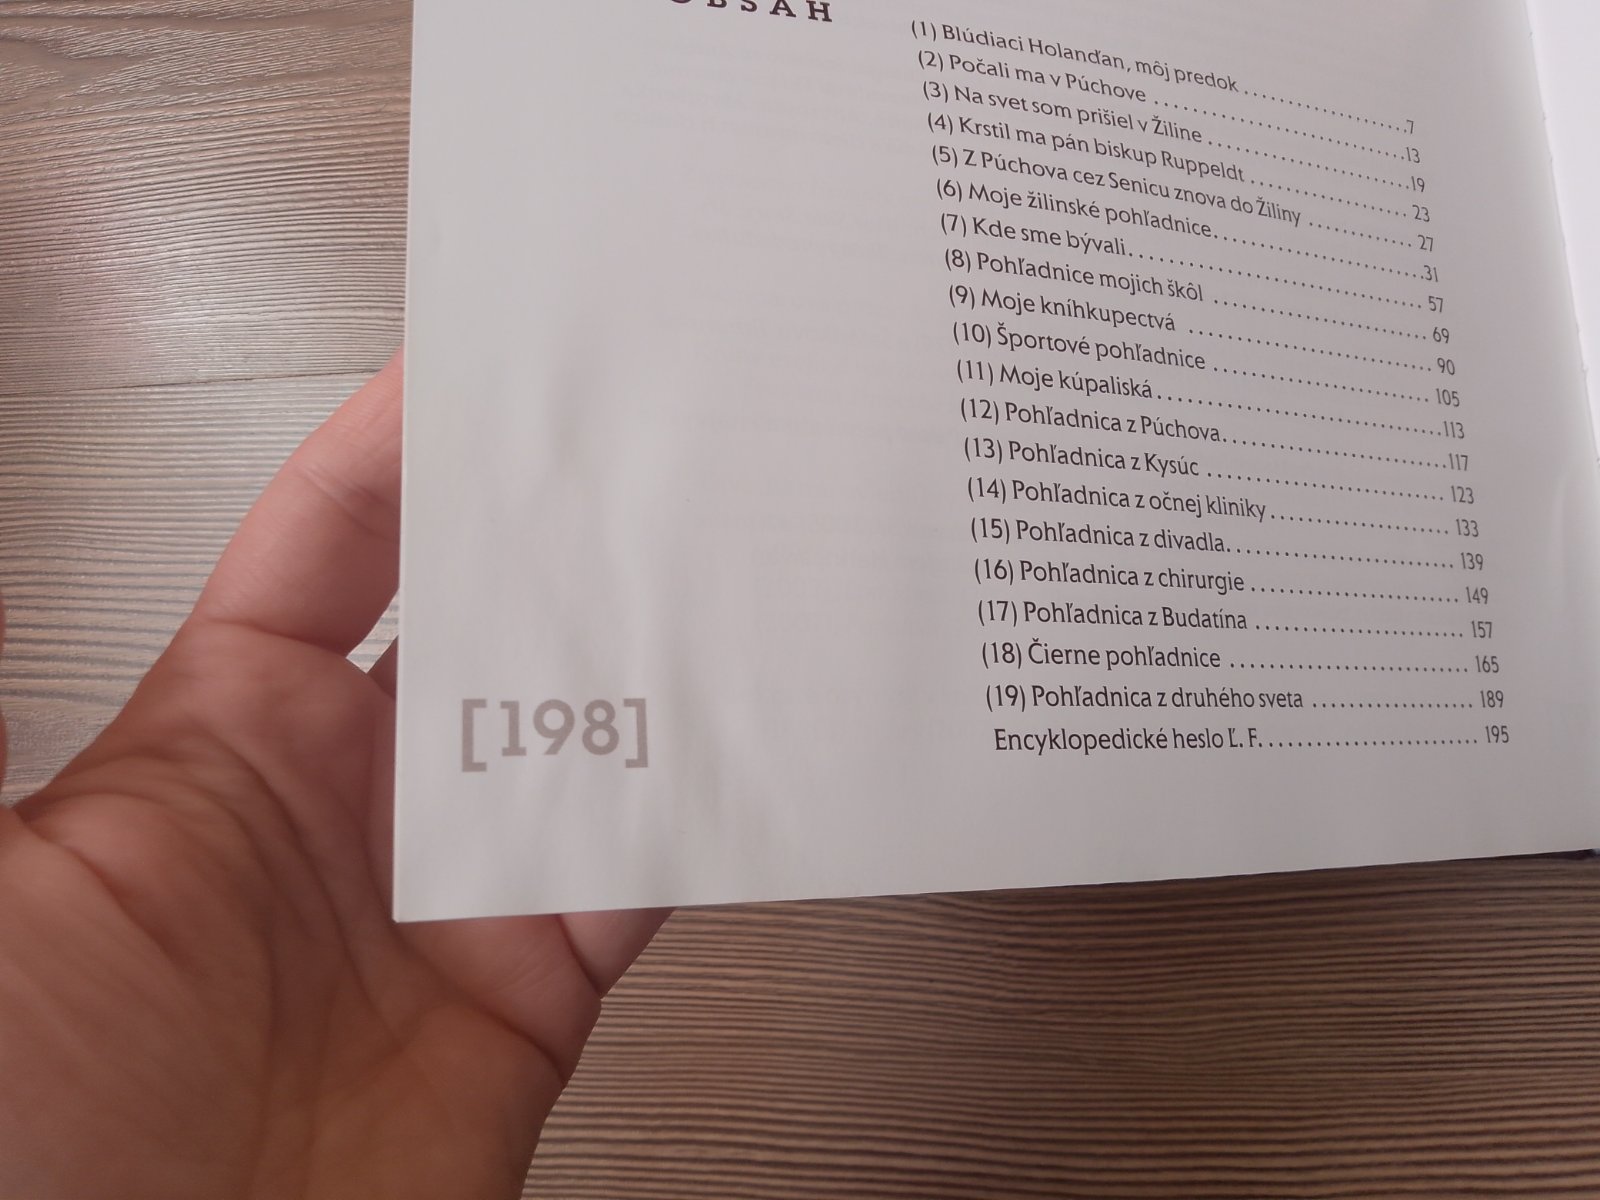 OBSAH
(1) Blúdiaci Holanďan, môj predok . . . . . . . . . . . . . . . . . . . . .7
(2) Počali ma v Púchove . . . . . . . . . . . . . . . . . . . . . . . . . . . . .13
(3) Na svet som prišiel v Žiline . . . . . . . . . . . . . . . . . . . . . . .19
(4) Krstil ma pán biskup Ruppeldt . . . . . . . . . . . . . . . . . . 23
(5) Z Púchova cez Senicu znova do Žiliny . . . . . . . . . . . . 27
(6) Moje žilinské pohľadnice. . . . . . . . . . . . . . . . . . . . . . . .31
(7) Kde sme bývali. . . . . . . . . . . . . . . . . . . . . . . . . . . . . . . . 57
(8) Pohľadnice mojich škôl . . . . . . . . . . . . . . . . . . . . . . . . 69
(9) Moje kníhkupectvá . . . . . . . . . . . . . . . . . . . . . . . . . . . . 90
(10) Športové pohľadnice . . . . . . . . . . . . . . . . . . . . . . . . . 105
(11) Moje kúpaliská. . . . . . . . . . . . . . . . . . . . . . . . . . . . . . . .113
(12) Pohľadnica z Púchova. . . . . . . . . . . . . . . . . . . . . . . . .117
(13) Pohľadnica z Kysúc . . . . . . . . . . . . . . . . . . . . . . . . . . 123
(14) Pohľadnica z očnej kliniky . . . . . . . . . . . . . . . . . . . . 133
(15) Pohľadnica z divadla. . . . . . . . . . . . . . . . . . . . . . . . . 139
(16) Pohľadnica z chirurgie . . . . . . . . . . . . . . . . . . . . . . . 149
(17) Pohľadnica z Budatína . . . . . . . . . . . . . . . . . . . . . . . 157
(18) Čierne pohľadnice . . . . . . . . . . . . . . . . . . . . . . . . . . 165
(19) Pohľadnica z druhého sveta . . . . . . . . . . . . . . . . . . 189
Encyklopedické heslo Ľ. F. . . . . . . . . . . . . . . . . . . . . . . . 195
[198]